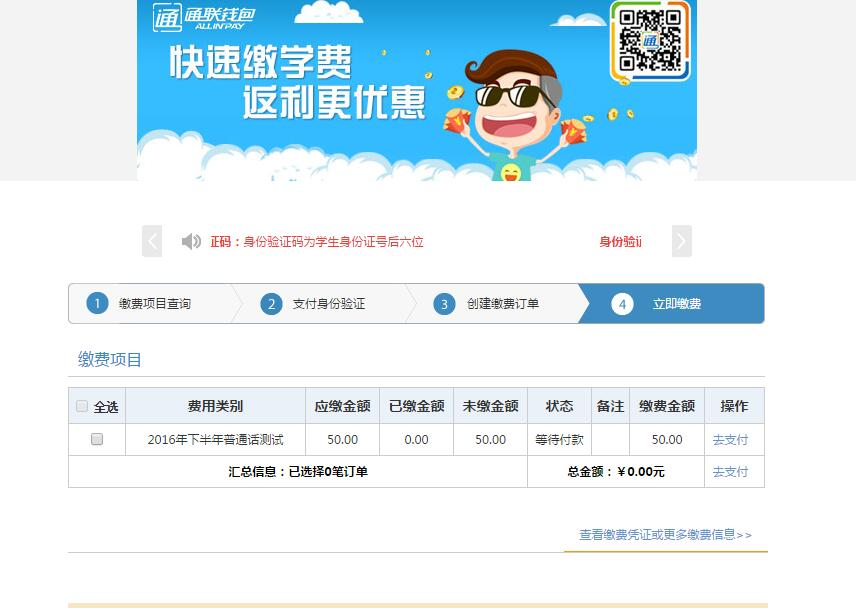 通 通联钱包
ALLINPAY
快速缴学费
返利更优惠
通
正码：身份验证码为学生身份证号后六位
身份验
1 缴费项目查询 2 支付身份验证 3 创建缴费订单 4 立即缴费
缴费项目
全选 费用类别 应缴金额 已缴金额 未缴金额 状态 备注 缴费金额 操作
2016年下半年普通话测试 50.00 0.00 50.00 等待付款 50.00 去支付
汇总信息：已选择0笔订单 总金额：￥0.00元 去支付
查看缴费凭证或更多缴费信息>>